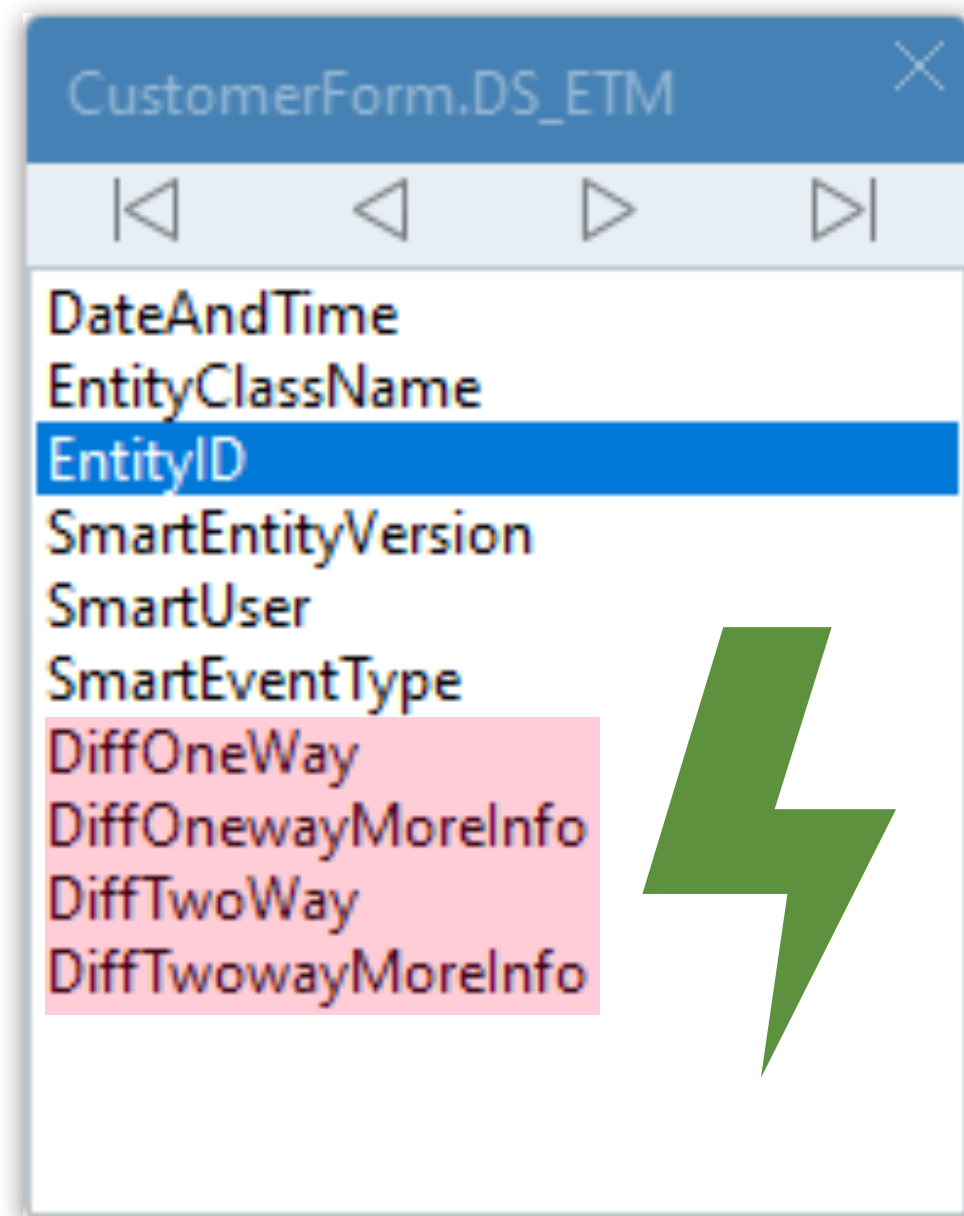 CustomerForm.DS_ETM
DateAndTime
EntityClassName
EntityID
SmartEntityVersion
SmartUser
SmartEventType
DiffOneWay
DiffOnewayMoreInfo
DiffTwoWay
DiffTwowayMoreInfo